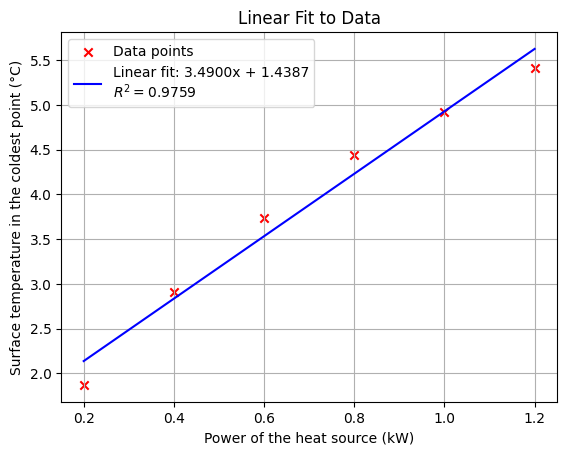 Linear Fit to Data
Data points
Linear fit: 3.4900x + 1.4387
R² = 0.9759
Surface temperature in the coldest point (°C)
5.5
5.0
4.5
4.0
3.5
3.0
2.5
2.0
0.2 0.4 0.6 0.8 1.0 1.2
Power of the heat source (kW)